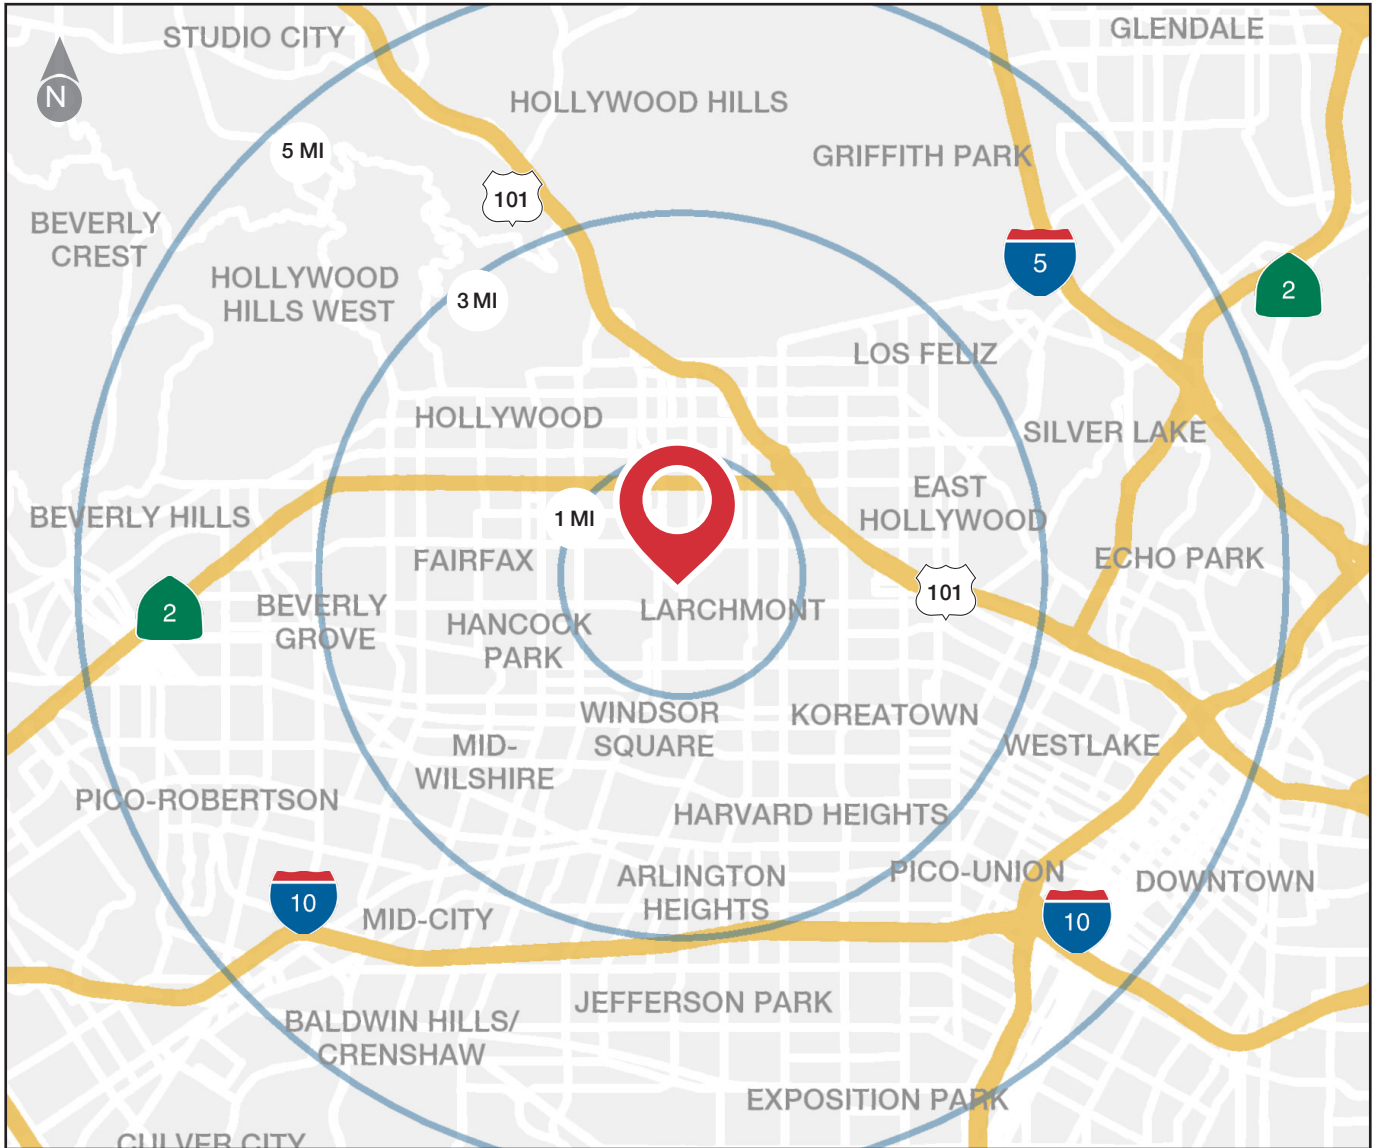 STUDIO CITY
GLENDALE
N
HOLLYWOOD HILLS
5 MI
GRIFFITH PARK
101
BEVERLY
CREST
5
HOLLYWOOD
HILLS WEST
3 MI
2
LOS FELIZ
HOLLYWOOD
SILVER LAKE
BEVERLY HILLS
1 MI
EAST
HOLLYWOOD
FAIRFAX
ECHO PARK
101
2
BEVERLY
GROVE
HANCOCK
PARK
LARCHMONT
WINDSOR
SQUARE
KOREATOWN
MID-
WILSHIRE
WESTLAKE
PICO-ROBERTSON
HARVARD HEIGHTS
ARLINGTON
HEIGHTS
PICO-UNION
DOWNTOWN
10
MID-CITY
10
JEFFERSON PARK
BALDWIN HILLS/
CRENSHAW
EXPOSITION PARK
CULVER CITY